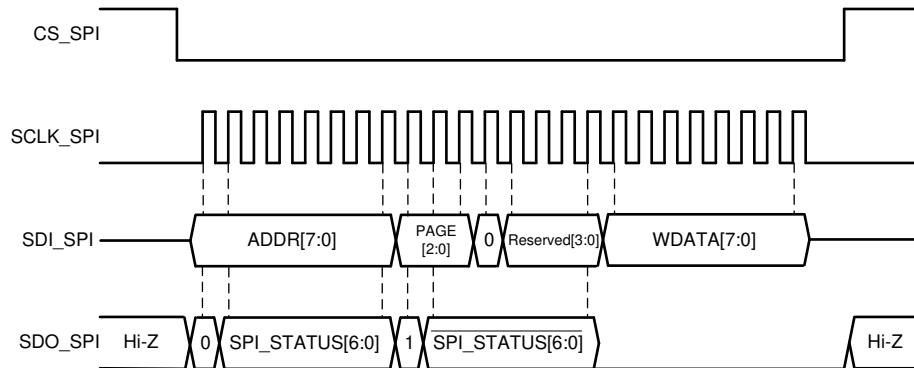 CS_SPI
SCLK_SPI
SDI_SPI
ADDR[7:0]
PAGE
[2:0]
0
Reserved[3:0]
WDATA[7:0]
SDO_SPI
Hi-Z
0
SPI_STATUS[6:0]
1
SPI_STATUS[6:0]
Hi-Z